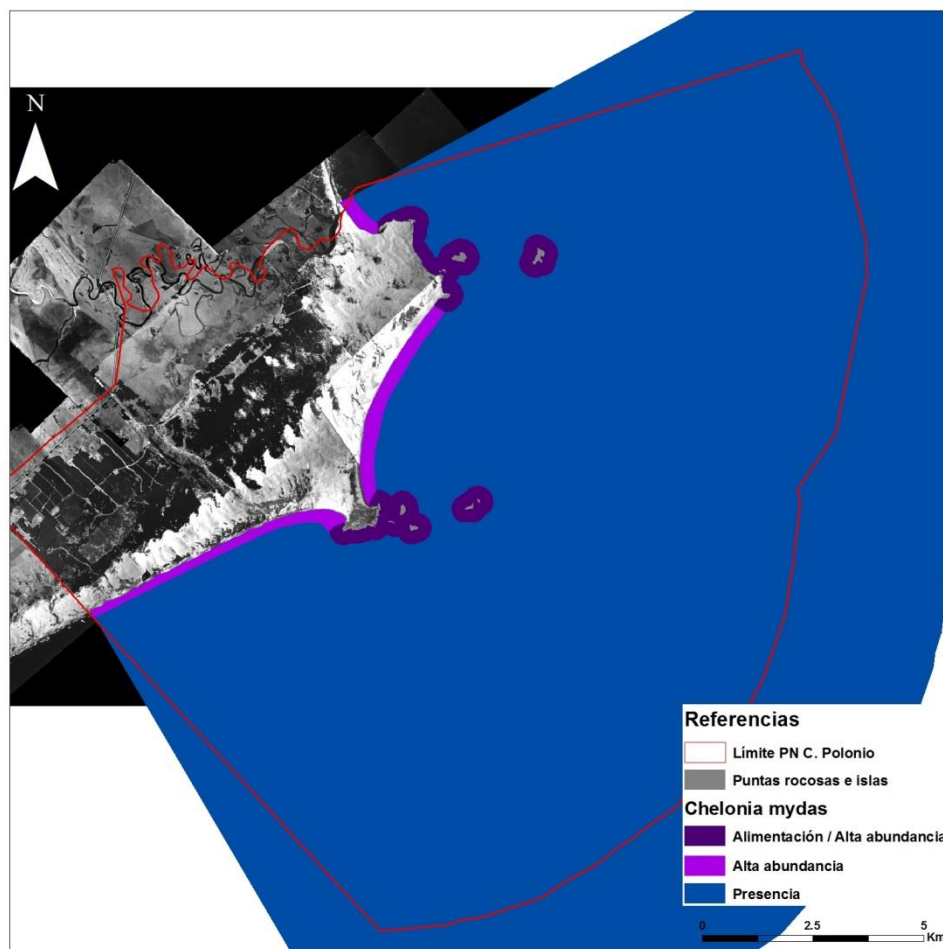 N
Referencias
Límite PN C. Polonio
Puntas rocosas e islas
Chelonia mydas
Alimentación / Alta abundancia
Alta abundancia
Presencia
0 2.5 5
Km